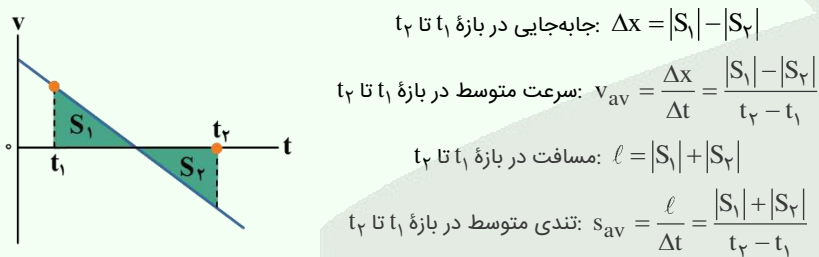 v
S۱
t۲
t
°
t۱
S۲
جابه‌جایی در بازهٔ t۱ تا t۲: Δx = |S۱| − |S۲|
سرعت متوسط در بازهٔ t۱ تا t۲: vav = Δx / Δt = (|S۱| − |S۲|) / (t۲ − t۱)
مسافت در بازهٔ t۱ تا t۲: ℓ = |S۱| + |S۲|
تندی متوسط در بازهٔ t۱ تا t۲: sav = ℓ / Δt = (|S۱| + |S۲|) / (t۲ − t۱)